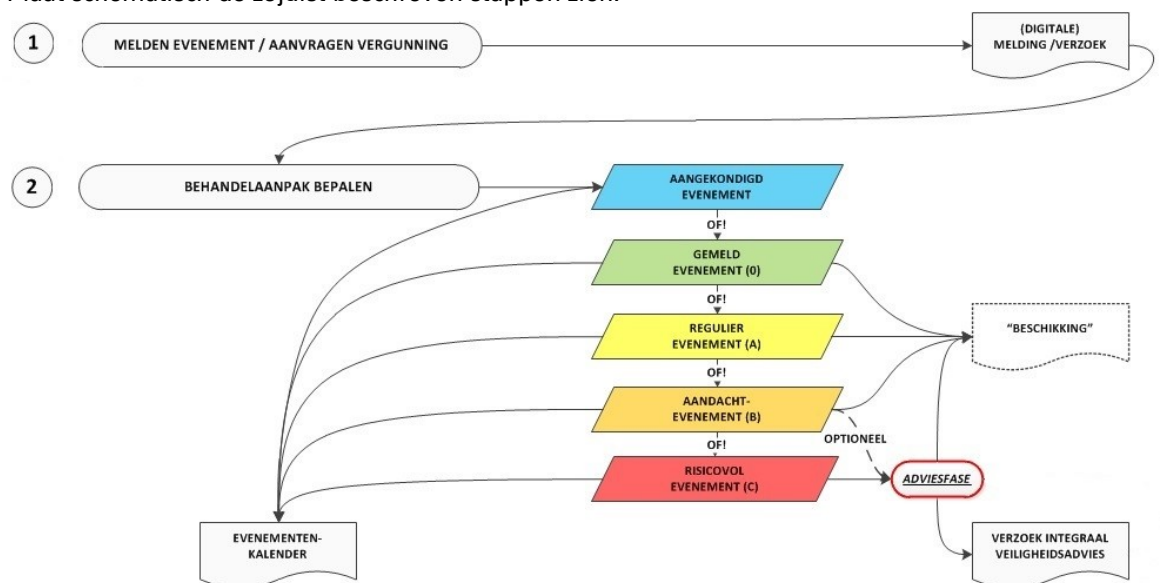 schematisch de zojuist beschreven stappen zien.
1
MELDEN EVENEMENT / AANVRAGEN VERGUNNING
(DIGITALE)
MELDING /VERZOEK
2
BEHANDELAANPAK BEPALEN
AANGEKONDIGD
EVENEMENT
OF!
GEMELD
EVENEMENT (0)
OF!
REGULIER
EVENEMENT (A)
"BESCHIKKING"
OF!
AANDACHT-
EVENEMENT (B)
OPTIONEEL
OF!
RISICOVOL
EVENEMENT (C)
ADVIESFASE
EVENEMENTEN-
KALENDER
VERZOEK INTEGRAAL
VEILIGHEIDSADVIES